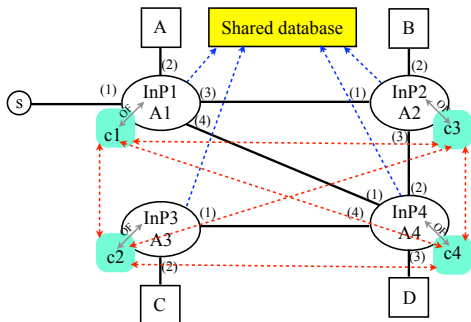 A
Shared database
B
(1)
(2)
(2)
s
InP1
A1
(3)
(1)
InP2
A2
OF
(4)
(3)
OF
c1
c3
(1)
(2)
InP3
A3
(1)
(4)
InP4
A4
OF
OF
c2
(2)
(3)
c4
C
D